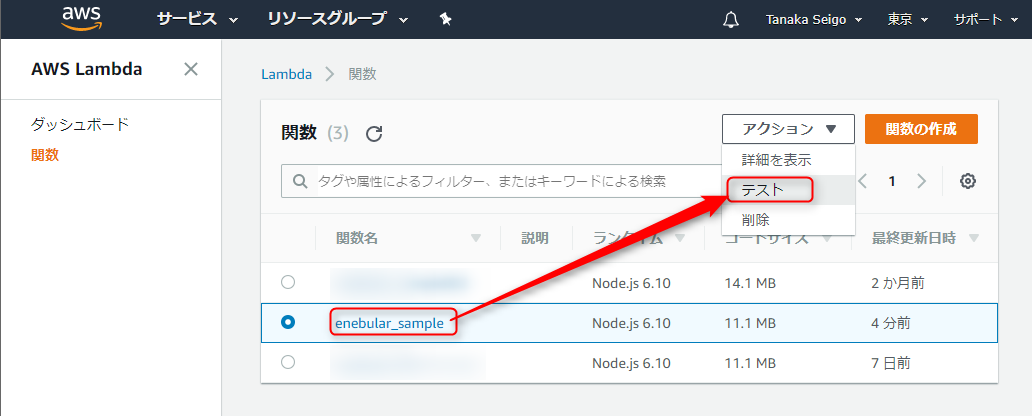 aws サービス リソースグループ Tanaka Seigo 東京 サポート
AWS Lambda
ダッシュボード
関数
Lambda 関数
関数 (3) アクション 関数の作成
詳細を表示
タグや属性によるフィルター、またはキーワードによる検索 テスト 1
削除
関数名 説明 ランタイム コードサイズ 最終更新日時
Node.js 6.10 14.1 MB 2 か月前
enebular_sample Node.js 6.10 11.1 MB 4 分前
Node.js 6.10 11.1 MB 7 日前